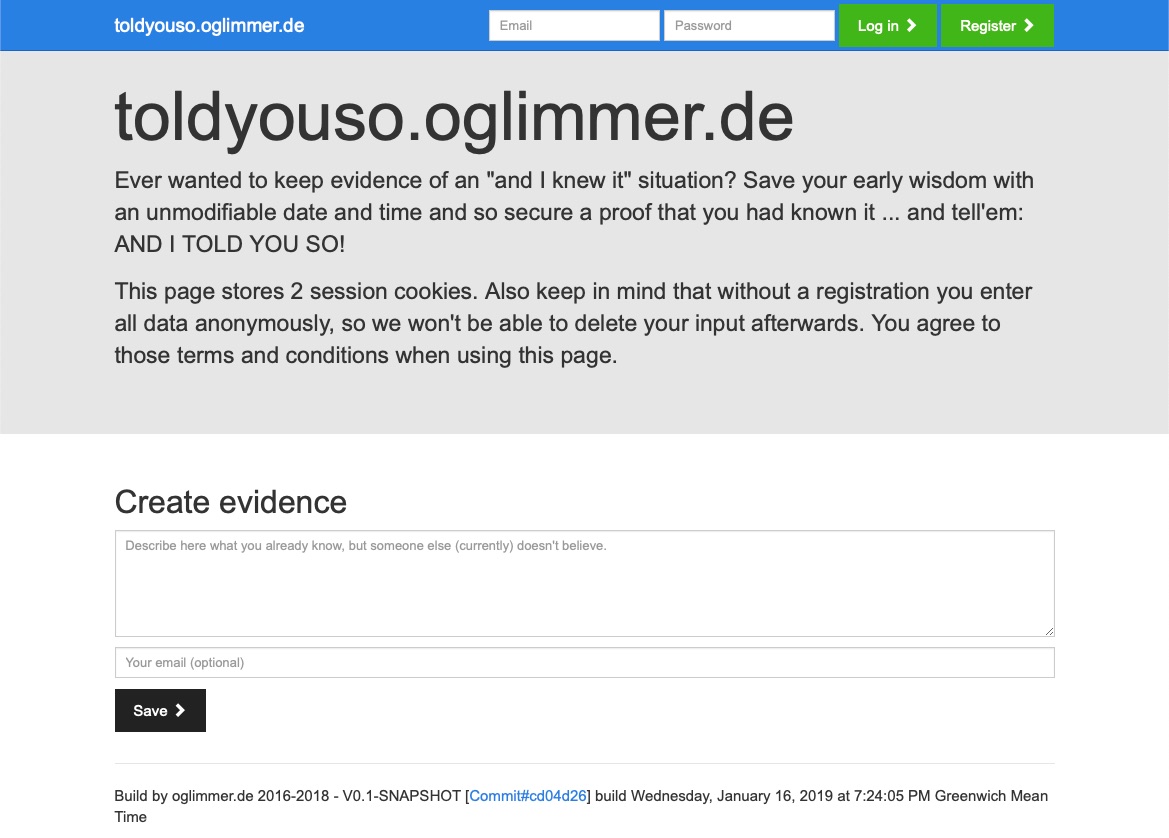 toldyouso.oglimmer.de
Email
Password
Log in
Register
toldyouso.oglimmer.de
Ever wanted to keep evidence of an "and I knew it" situation? Save your early wisdom with
an unmodifiable date and time and so secure a proof that you had known it ... and tell'em:
AND I TOLD YOU SO!
This page stores 2 session cookies. Also keep in mind that without a registration you enter
all data anonymously, so we won't be able to delete your input afterwards. You agree to
those terms and conditions when using this page.
Create evidence
Describe here what you already know, but someone else (currently) doesn't believe.
Your email (optional)
Save
Build by oglimmer.de 2016-2018 - V0.1-SNAPSHOT [Commit#cd04d26] build Wednesday, January 16, 2019 at 7:24:05 PM Greenwich Mean
Time